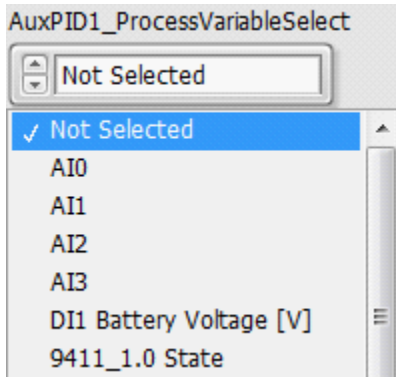 AuxPID1_ProcessVariableSelect
Not Selected
Not Selected
AI0
AI1
AI2
AI3
DI1 Battery Voltage [V]
9411_1.0 State